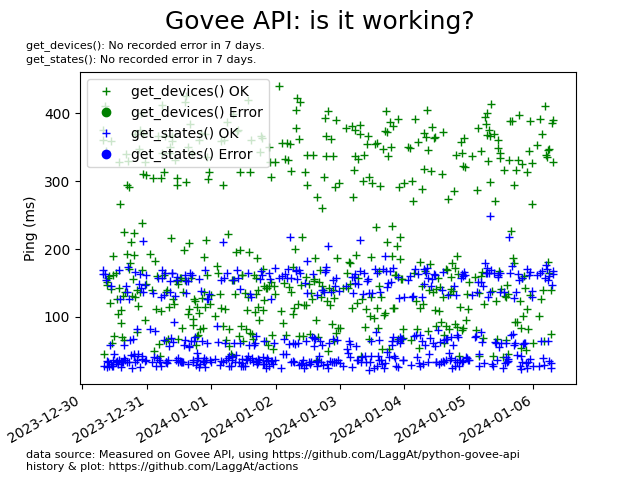 Govee API: is it working?
get_devices(): No recorded error in 7 days.
get_states(): No recorded error in 7 days.
get_devices() OK
get_devices() Error
get_states() OK
get_states() Error
Ping (ms)
400
300
200
100
2023-12-30
2023-12-31
2024-01-01
2024-01-02
2024-01-03
2024-01-04
2024-01-05
2024-01-06
data source: Measured on Govee API, using https://github.com/LaggAt/python-govee-api
history & plot: https://github.com/LaggAt/actions